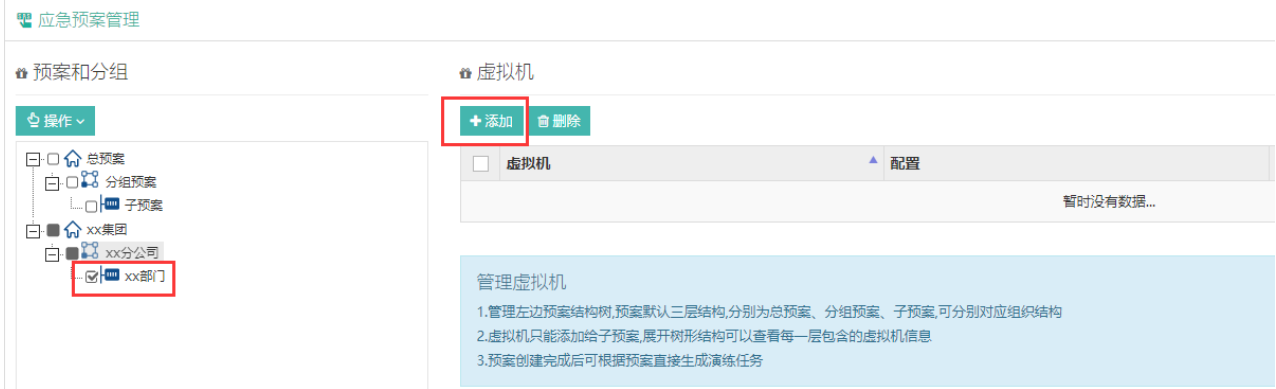 应急预案管理
预案和分组
操作
总预案
分组预案
子预案
xx集团
xx分公司
xx部门
虚拟机
添加 删除
虚拟机 配置
暂时没有数据...
管理虚拟机
1.管理左边预案结构树,预案默认三层结构,分别为总预案、分组预案、子预案,可分别对应组织结构
2.虚拟机只能添加给子预案,展开树形结构可以查看每一层包含的虚拟机信息
3.预案创建完成后可根据预案直接生成演练任务